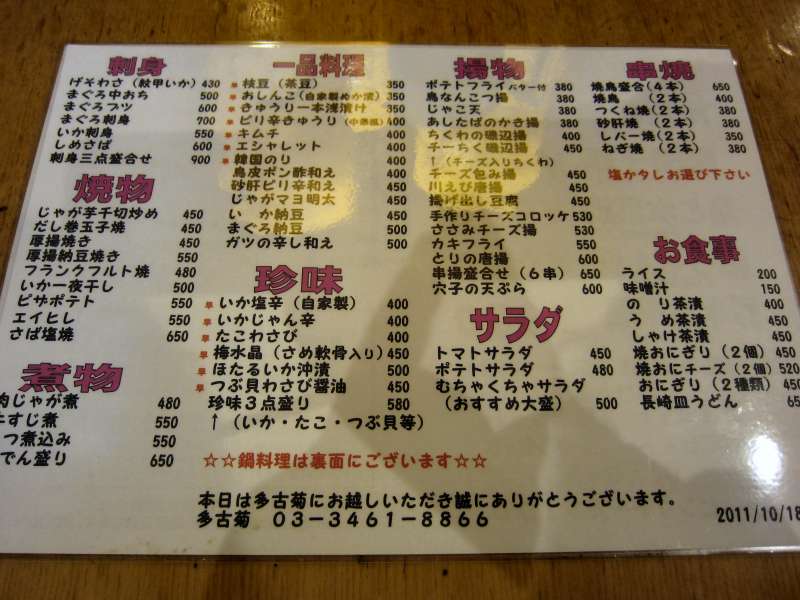 刺身
げそわさ（紋甲いか）430
まぐろ中おち 500
まぐろブツ 600
まぐろ刺身 700
いか刺身 550
しめさば 600
刺身三点盛合せ 900
焼物
じゃが芋千切炒め 450
だし巻玉子焼 450
厚揚焼き 450
厚揚納豆焼き 450
フランクフルト焼 480
いか一夜干し 500
ピザポテト 550
エイヒレ 550
さば塩焼 550
煮物
肉じゃが煮 480
牛すじ煮 550
つ煮込み 550
でん盛り 650
一品料理
枝豆（茶豆） 350
おしんこ（自家製ぬか漬）350
きゅうり一本浅漬け 350
ピリ辛きゅうり（中華風）400
キムチ 400
エシャレット 400
韓国のり 400
鳥皮ポン酢和え 400
砂肝ピリ辛和え 450
じゃがマヨ明太 450
いか納豆 450
まぐろ納豆 500
ガツの辛し和え 500
珍味
早 いか塩辛（自家製） 400
早 いかじゃん辛 400
早 たこわさび 400
早 梅水晶（さめ軟骨入り）450
早 ほたるいか沖漬 450
早 つぶ貝わさび醤油 450
珍味３点盛り 580
↑（いか・たこ・つぶ貝等）
揚物
ポテトフライバター付 380
鳥なんこつ揚 380
じゃこ天 380
あしたばのかき揚 380
ちくわの磯辺揚 400
チーちく磯辺揚 450
↑（チーズ入りちくわ）
チーズ包み揚 450
川えび唐揚 450
揚げ出し豆腐 450
手作りチーズコロッケ 530
ささみチーズ揚 530
カキフライ 550
とりの唐揚 600
串揚盛合せ（６串） 650
穴子の天ぷら 600
サラダ
トマトサラダ 450
ポテトサラダ 480
むちゃくちゃサラダ
（おすすめ大盛） 500
串焼
焼鳥盛合（４本） 650
焼鳥（２本） 400
つくね焼（２本） 380
砂肝焼（２本） 380
レバー焼（２本） 350
ねぎ焼（２本） 380
塩かタレお選び下さい
お食事
ライス 200
味噌汁 150
のり茶漬 400
うめ茶漬 450
しゃけ茶漬 450
焼おにぎり（２個） 450
焼おにチーズ（２個）520
おにぎり（２種類） 450
長崎皿うどん 65
☆☆鍋料理は裏面にございます☆☆
本日は多古菊にお越しいただき誠にありがとうございます。
多古菊 ０３－３４６１－８８６６
2011/10/18